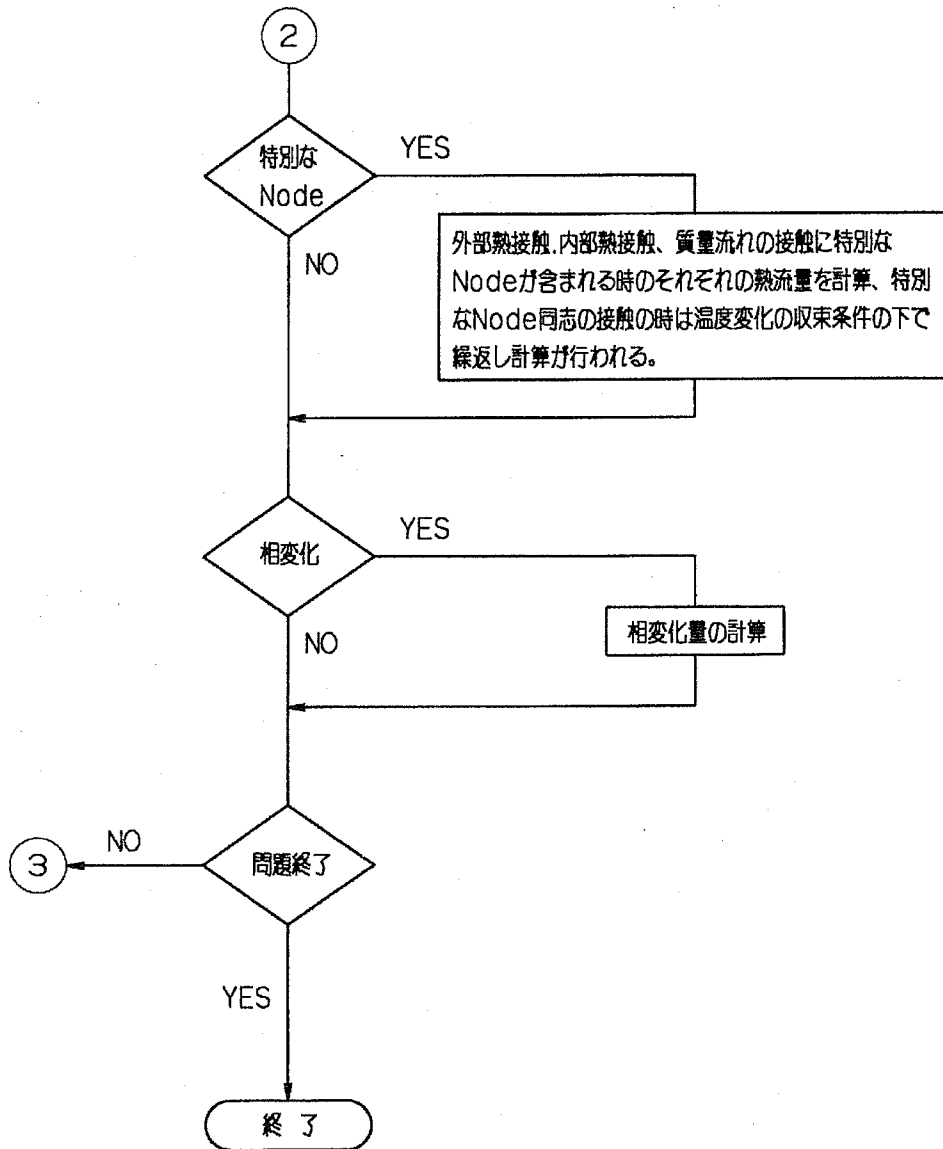 2
特別な
Node
YES
NO
外部熱接触.内部熱接触、質量流れの接触に特別な
Nodeが含まれる時のそれぞれの熱流量を計算、特別
なNode同志の接触の時は温度変化の収束条件の下で
繰返し計算が行われる。
相変化
YES
NO
相変化量の計算
問題終了
NO
3
YES
終 了